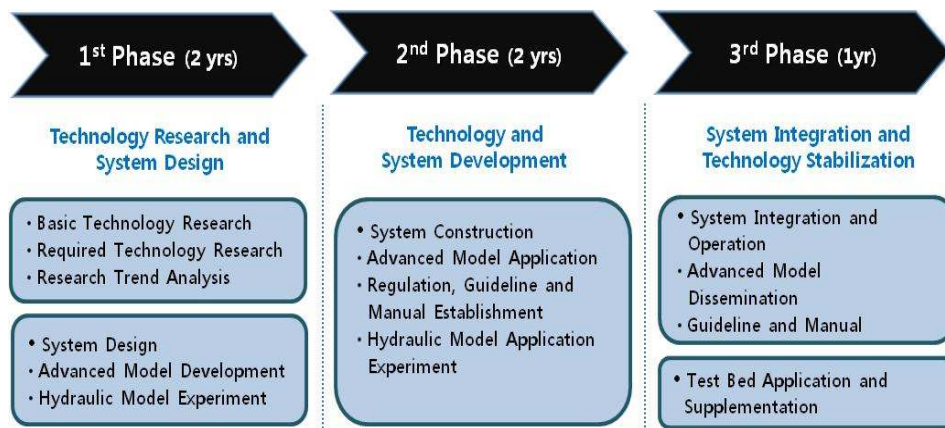 1st Phase (2 yrs)
Technology Research and
System Design
· Basic Technology Research
· Required Technology Research
· Research Trend Analysis
• System Design
· Advanced Model Development
· Hydraulic Model Experiment
2nd Phase (2 yrs)
Technology and
System Development
• System Construction
· Advanced Model Application
· Regulation, Guideline and
Manual Establishment
· Hydraulic Model Application
Experiment
3rd Phase (1yr)
System Integration and
Technology Stabilization
• System Integration and
Operation
· Advanced Model
Dissemination
· Guideline and Manual
• Test Bed Application and
Supplementation